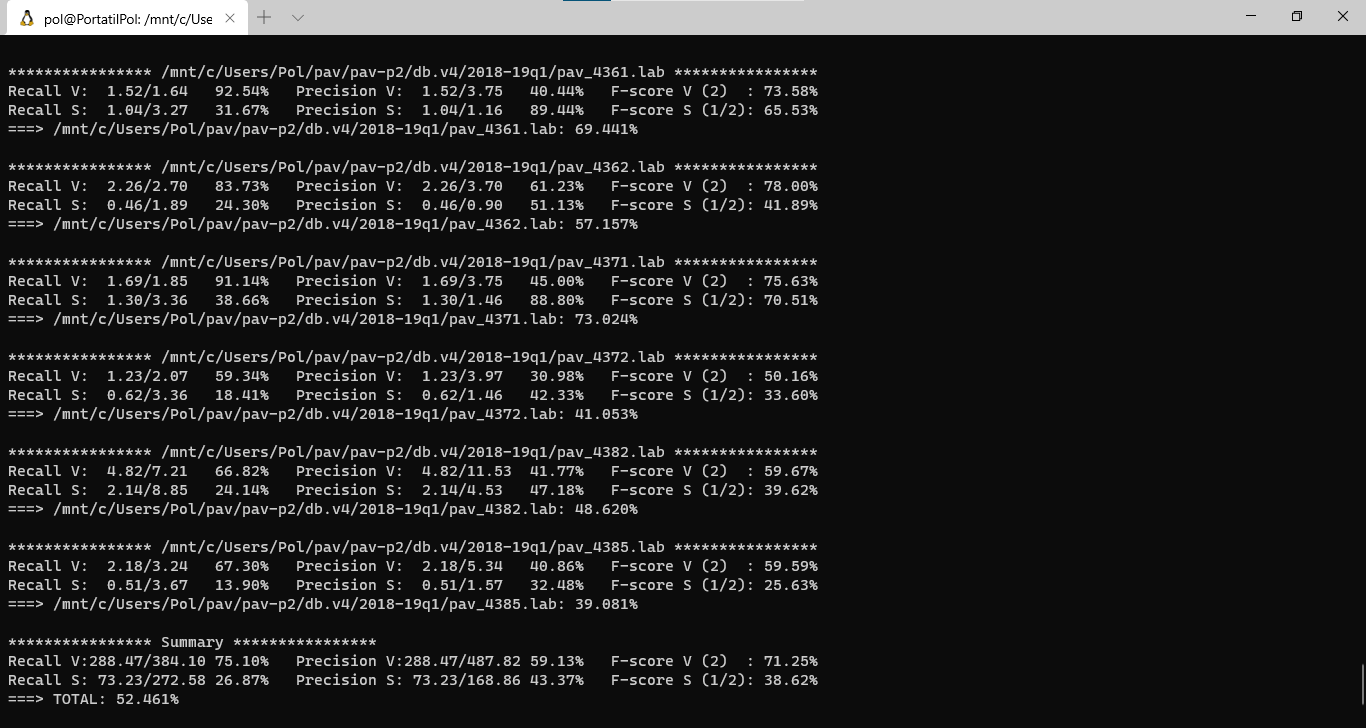 pol@PortatilPol: /mnt/c/Use
**************** /mnt/c/Users/Pol/pav/pav-p2/db.v4/2018-19q1/pav_4361.lab ****************
Recall V:  1.52/1.64   92.54%   Precision V:  1.52/3.75   40.44%   F-score V (2)  : 73.58%
Recall S:  1.04/3.27   31.67%   Precision S:  1.04/1.16   89.44%   F-score S (1/2): 65.53%
===> /mnt/c/Users/Pol/pav/pav-p2/db.v4/2018-19q1/pav_4361.lab: 69.441%
**************** /mnt/c/Users/Pol/pav/pav-p2/db.v4/2018-19q1/pav_4362.lab ****************
Recall V:  2.26/2.70   83.73%   Precision V:  2.26/3.70   61.23%   F-score V (2)  : 78.00%
Recall S:  0.46/1.89   24.30%   Precision S:  0.46/0.90   51.13%   F-score S (1/2): 41.89%
===> /mnt/c/Users/Pol/pav/pav-p2/db.v4/2018-19q1/pav_4362.lab: 57.157%
**************** /mnt/c/Users/Pol/pav/pav-p2/db.v4/2018-19q1/pav_4371.lab ****************
Recall V:  1.69/1.85   91.14%   Precision V:  1.69/3.75   45.00%   F-score V (2)  : 75.63%
Recall S:  1.30/3.36   38.66%   Precision S:  1.30/1.46   88.80%   F-score S (1/2): 70.51%
===> /mnt/c/Users/Pol/pav/pav-p2/db.v4/2018-19q1/pav_4371.lab: 73.024%
**************** /mnt/c/Users/Pol/pav/pav-p2/db.v4/2018-19q1/pav_4372.lab ****************
Recall V:  1.23/2.07   59.34%   Precision V:  1.23/3.97   30.98%   F-score V (2)  : 50.16%
Recall S:  0.62/3.36   18.41%   Precision S:  0.62/1.46   42.33%   F-score S (1/2): 33.60%
===> /mnt/c/Users/Pol/pav/pav-p2/db.v4/2018-19q1/pav_4372.lab: 41.053%
**************** /mnt/c/Users/Pol/pav/pav-p2/db.v4/2018-19q1/pav_4382.lab ****************
Recall V:  4.82/7.21   66.82%   Precision V:  4.82/11.53  41.77%   F-score V (2)  : 59.67%
Recall S:  2.14/8.85   24.14%   Precision S:  2.14/4.53   47.18%   F-score S (1/2): 39.62%
===> /mnt/c/Users/Pol/pav/pav-p2/db.v4/2018-19q1/pav_4382.lab: 48.620%
**************** /mnt/c/Users/Pol/pav/pav-p2/db.v4/2018-19q1/pav_4385.lab ****************
Recall V:  2.18/3.24   67.30%   Precision V:  2.18/5.34   40.86%   F-score V (2)  : 59.59%
Recall S:  0.51/3.67   13.90%   Precision S:  0.51/1.57   32.48%   F-score S (1/2): 25.63%
===> /mnt/c/Users/Pol/pav/pav-p2/db.v4/2018-19q1/pav_4385.lab: 39.081%
**************** Summary ****************
Recall V:288.47/384.10 75.10%   Precision V:288.47/487.82 59.13%   F-score V (2)  : 71.25%
Recall S: 73.23/272.58 26.87%   Precision S: 73.23/168.86 43.37%   F-score S (1/2): 38.62%
===> TOTAL: 52.461%